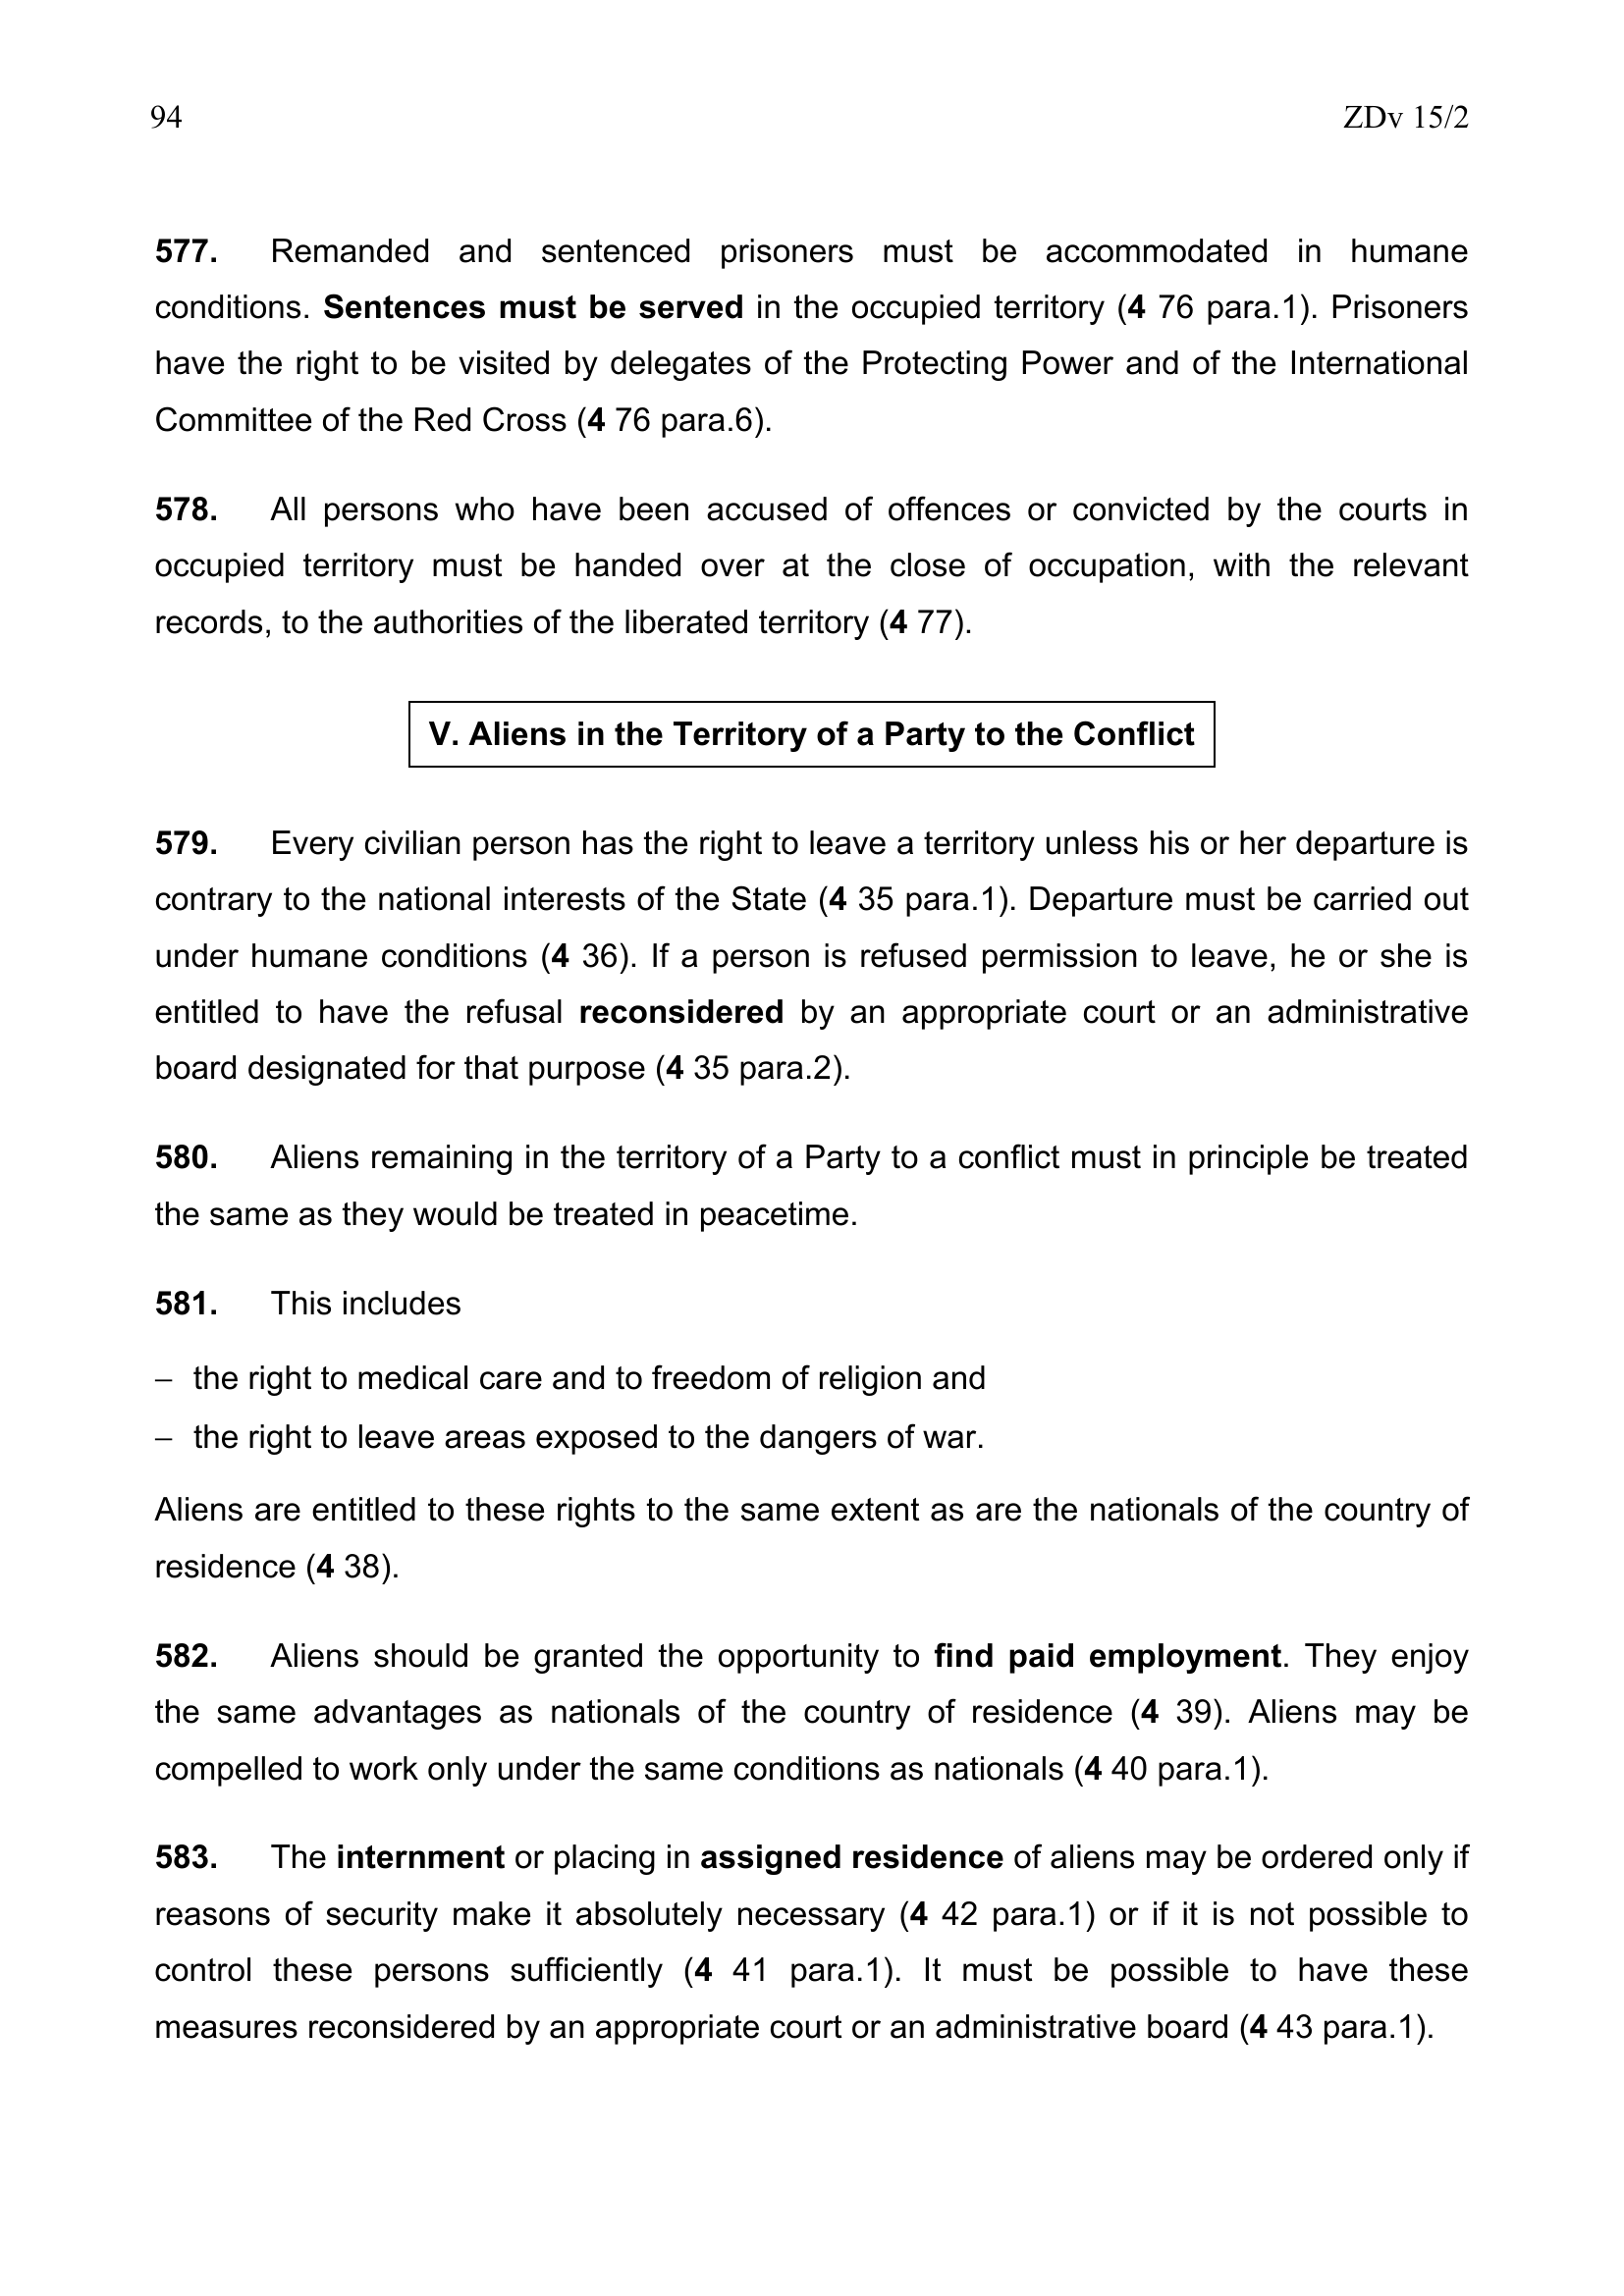 94 ZDv 15/2
577. Remanded and sentenced prisoners must be accommodated in humane
conditions. Sentences must be served in the occupied territory (4 76 para.1). Prisoners
have the right to be visited by delegates of the Protecting Power and of the International
Committee of the Red Cross (4 76 para.6).
578. All persons who have been accused of offences or convicted by the courts in
occupied territory must be handed over at the close of occupation, with the relevant
records, to the authorities of the liberated territory (4 77).
V. Aliens in the Territory of a Party to the Conflict
579. Every civilian person has the right to leave a territory unless his or her departure is
contrary to the national interests of the State (4 35 para.1). Departure must be carried out
under humane conditions (4 36). If a person is refused permission to leave, he or she is
entitled to have the refusal reconsidered by an appropriate court or an administrative
board designated for that purpose (4 35 para.2).
580. Aliens remaining in the territory of a Party to a conflict must in principle be treated
the same as they would be treated in peacetime.
581. This includes
– the right to medical care and to freedom of religion and
– the right to leave areas exposed to the dangers of war.
Aliens are entitled to these rights to the same extent as are the nationals of the country of
residence (4 38).
582. Aliens should be granted the opportunity to find paid employment. They enjoy
the same advantages as nationals of the country of residence (4 39). Aliens may be
compelled to work only under the same conditions as nationals (4 40 para.1).
583. The internment or placing in assigned residence of aliens may be ordered only if
reasons of security make it absolutely necessary (4 42 para.1) or if it is not possible to
control these persons sufficiently (4 41 para.1). It must be possible to have these
measures reconsidered by an appropriate court or an administrative board (4 43 para.1).